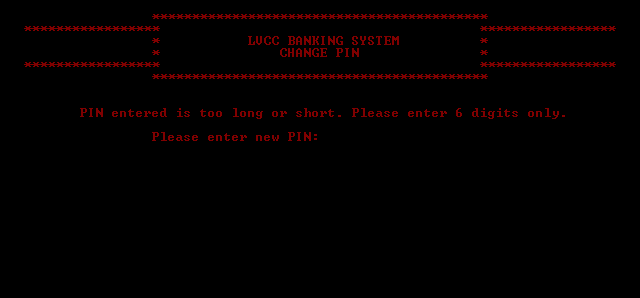 LVCC BANKING SYSTEM
CHANGE PIN
PIN entered is too long or short. Please enter 6 digits only.
Please enter new PIN: